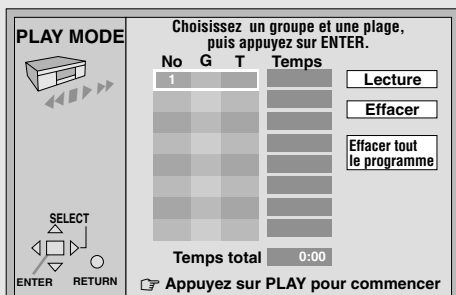 PLAY MODE
Choisissez un groupe et une plage,
puis appuyez sur ENTER.
No G T Temps
1
Lecture
Effacer
Effacer tout
le programme
SELECT
ENTER RETURN
Temps total 0:00
☞ Appuyez sur PLAY pour commencer